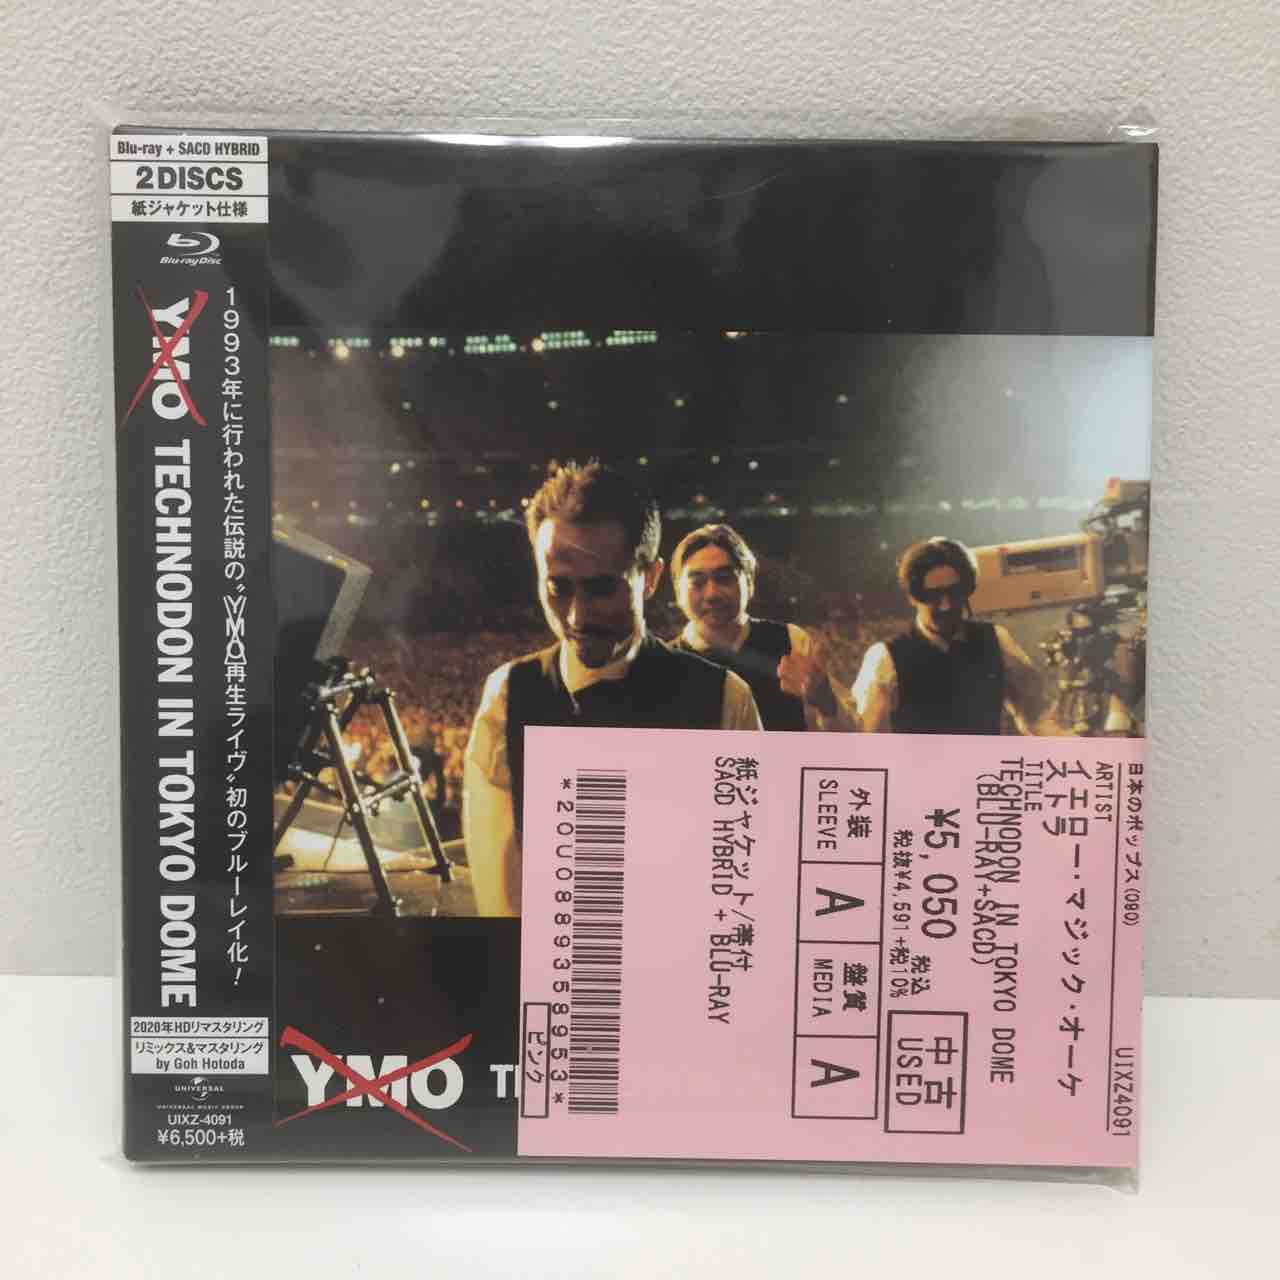 Blu-ray + SACD HYBRID
2DISCS
紙ジャケット仕様
Blu-ray Disc
YMO TECHNODON IN TOKYO DOME
1993年に行われた伝説の“YMO再生ライヴ”初のブルーレイ化!
2020年HDリマスタリング
リミックス&マスタリング
by Goh Hotoda
UNIVERSAL
UNIVERSAL MUSIC GROUP
UIXZ-4091
¥6,500+税
YMO TE
日本のポップス(090) UIXZ4091
ARTIST
イエロー・マジック・オーケ
ストラ
TITLE
TECHNODON IN TOKYO DOME
(BLU-RAY+SACD)
¥5,050 税込
税抜¥4,591+税10%
中古
USED
外装
SLEEVE
A
盤質
MEDIA
A
紙ジャケット/帯付
SACD HYBRID + BLU-RAY
*20U0889358953*
ピンク